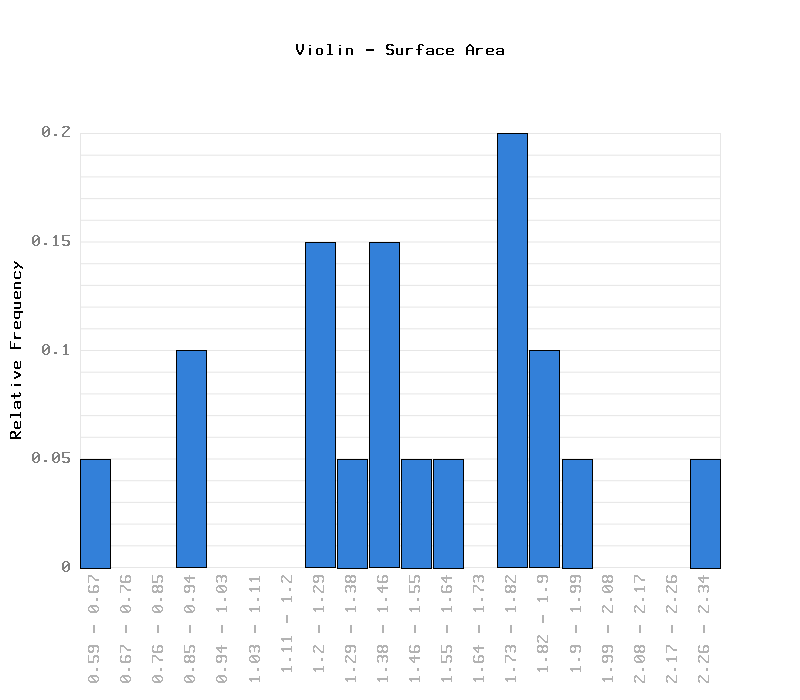 Violin - Surface Area
Relative Frequency
0.2
0.15
0.1
0.05
0
0.59 - 0.67
0.67 - 0.76
0.76 - 0.85
0.85 - 0.94
0.94 - 1.03
1.03 - 1.11
1.11 - 1.2
1.2 - 1.29
1.29 - 1.38
1.38 - 1.46
1.46 - 1.55
1.55 - 1.64
1.64 - 1.73
1.73 - 1.82
1.82 - 1.9
1.9 - 1.99
1.99 - 2.08
2.08 - 2.17
2.17 - 2.26
2.26 - 2.34